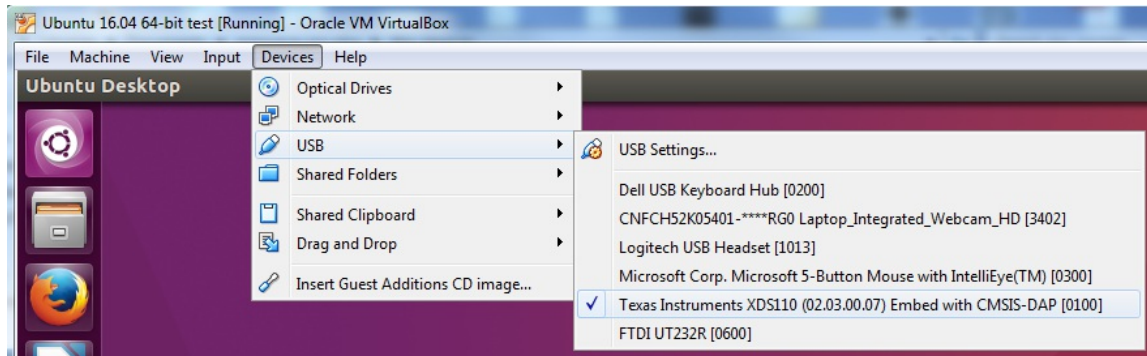 Ubuntu 16.04 64-bit test [Running] - Oracle VM VirtualBox
File Machine View Input Devices Help
Ubuntu Desktop
Optical Drives
Network
USB
Shared Folders
Shared Clipboard
Drag and Drop
Insert Guest Additions CD image...
USB Settings...
Dell USB Keyboard Hub [0200]
CNFCH52K05401-****RG0 Laptop_Integrated_Webcam_HD [3402]
Logitech USB Headset [1013]
Microsoft Corp. Microsoft 5-Button Mouse with IntelliEye(TM) [0300]
Texas Instruments XDS110 (02.03.00.07) Embed with CMSIS-DAP [0100]
FTDI UT232R [0600]